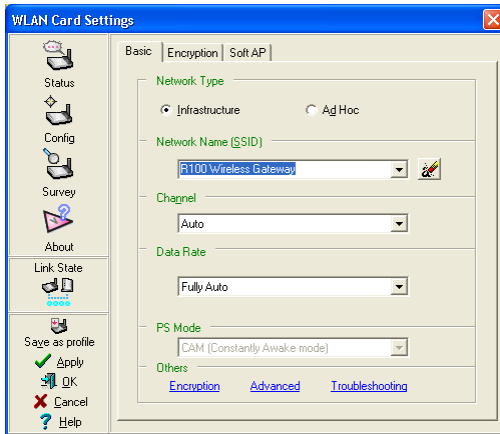 WLAN Card Settings
Status
Config
Survey
About
Link State
Save as profile
Apply
OK
Cancel
Help
Basic
Encryption
Soft AP
Network Type
Infrastructure
Ad Hoc
Network Name (SSID)
R100 Wireless Gateway
Channel
Auto
Data Rate
Fully Auto
PS Mode
CAM (Constantly Awake mode)
Others
Encryption
Advanced
Troubleshooting